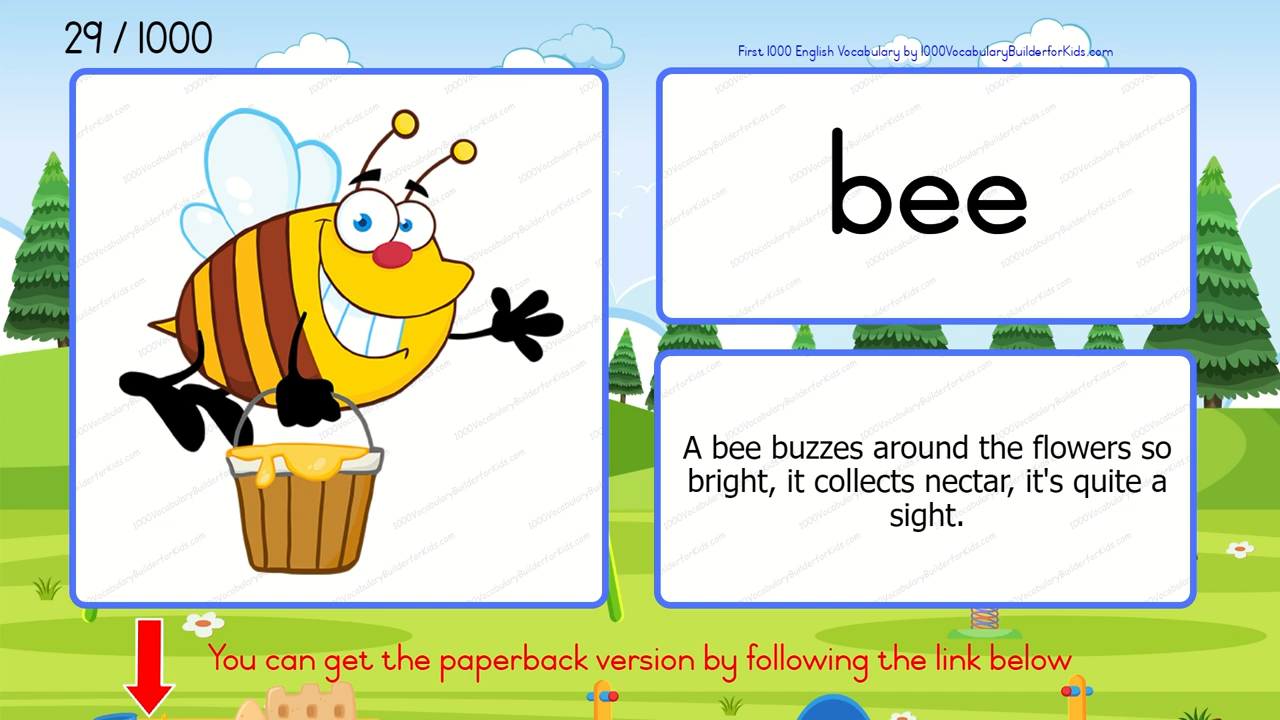 29 / 1000
First 1000 English Vocabulary by 1000VocabularyBuilderforKids.com
bee
A bee buzzes around the flowers so
bright, it collects nectar, it's quite a
sight.
You can get the paperback version by following the link below